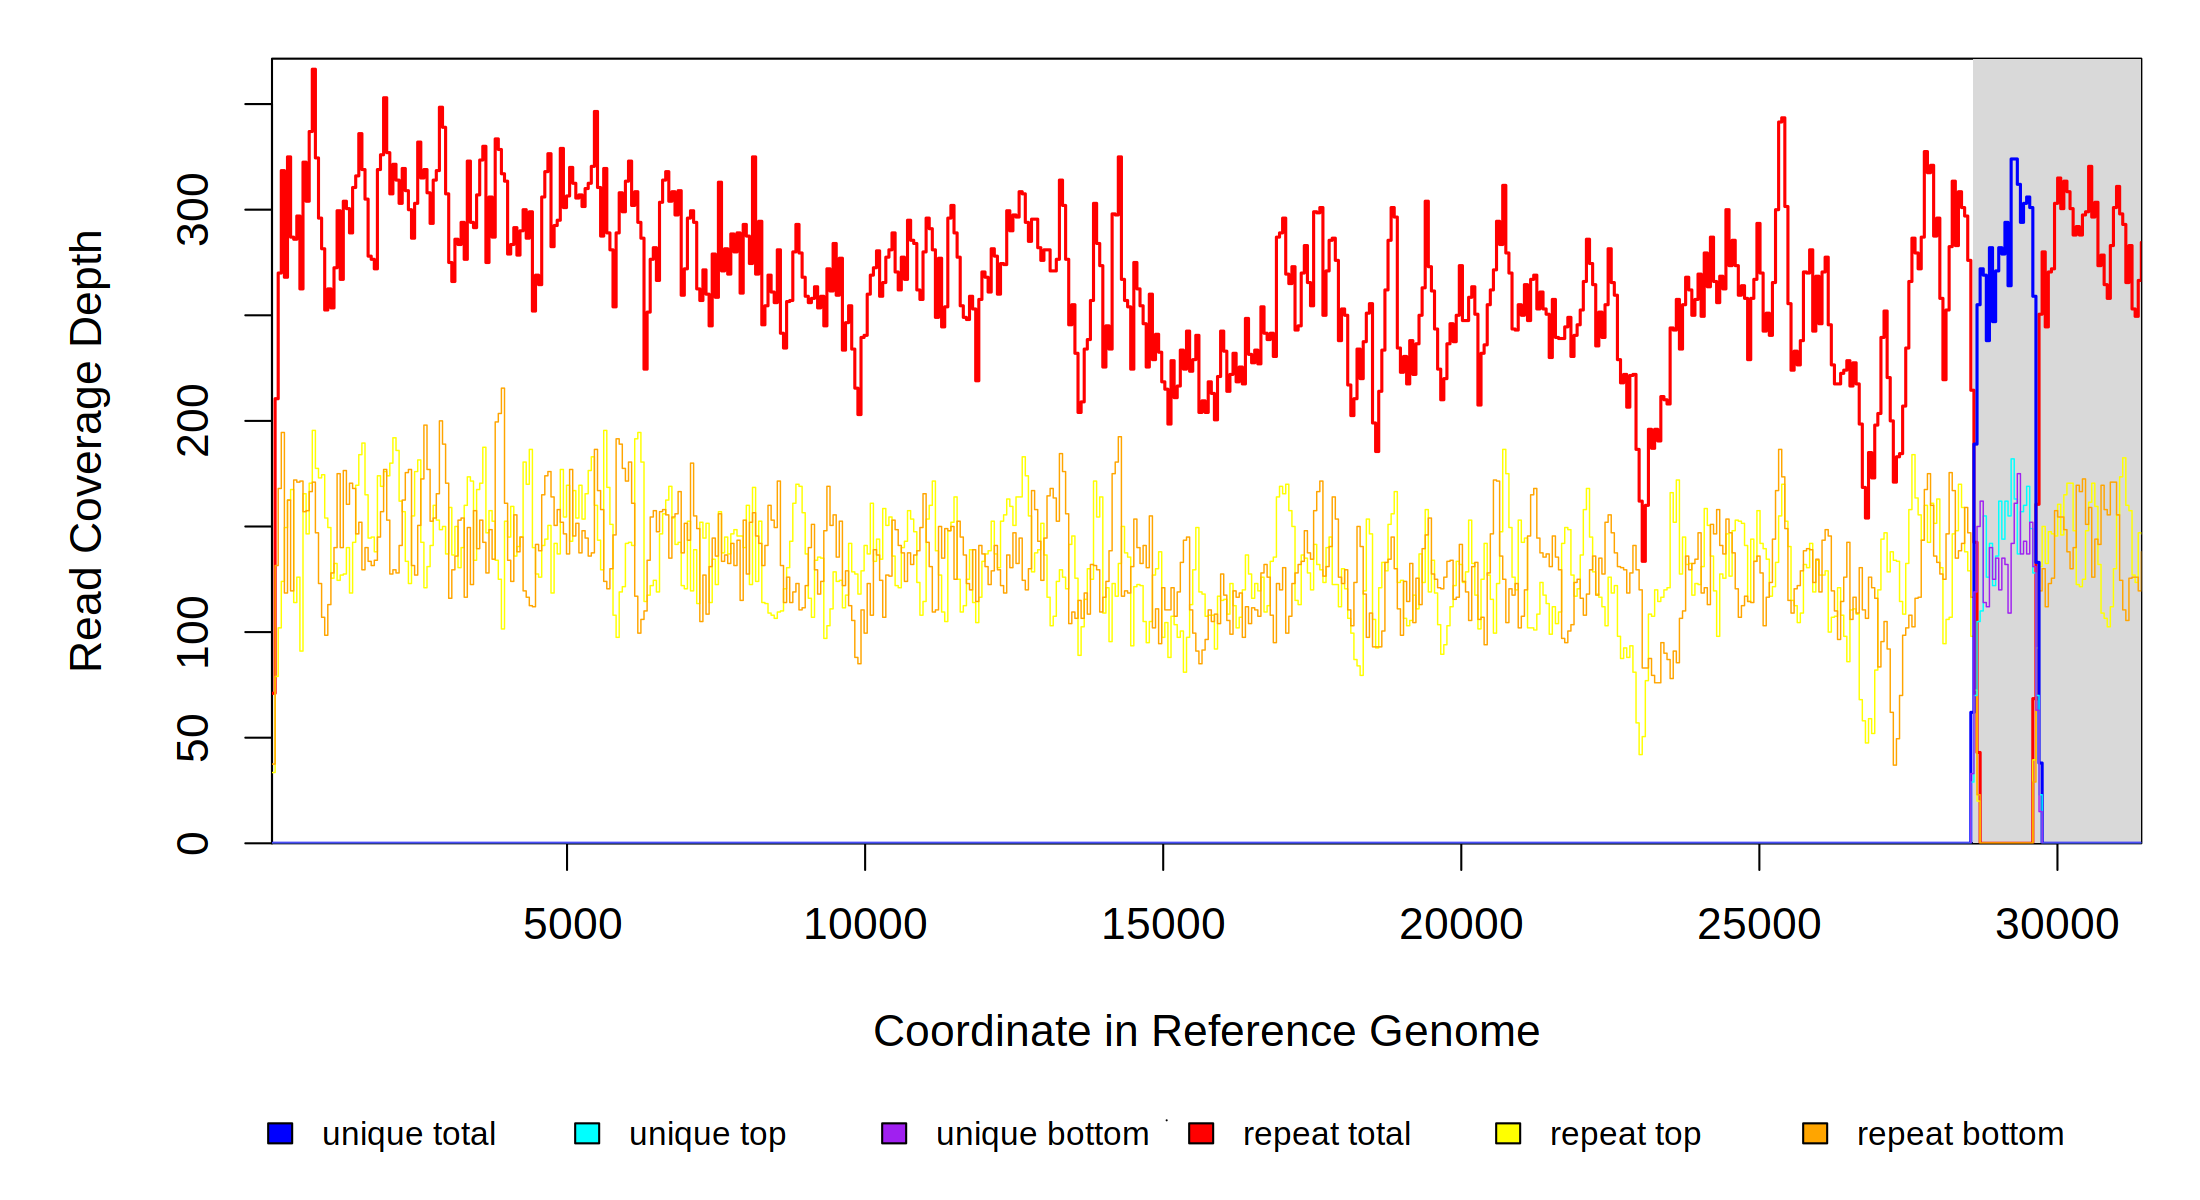 Read Coverage Depth
300
200
100
50
0
5000 10000 15000 20000 25000 30000
Coordinate in Reference Genome
unique total unique top unique bottom repeat total repeat top repeat bottom